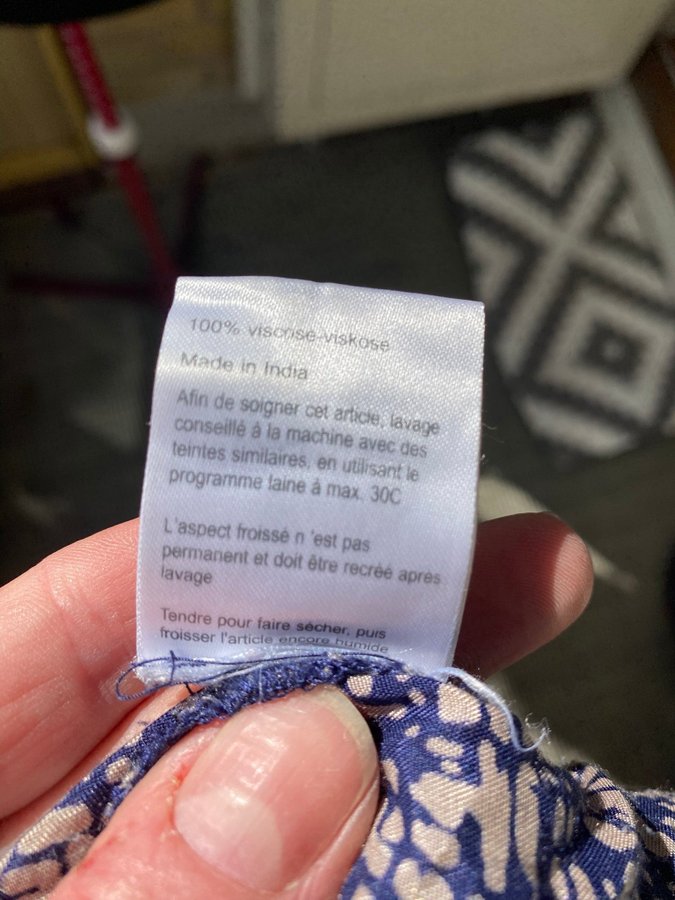 100% viscose-viskose
Made in India
Afin de soigner cet article, lavage
conseillé à la machine avec des
teintes similaires, en utilisant le
programme laine à max. 30C
L'aspect froissé n 'est pas
permanent et doit être recréé apres
lavage
Tendre pour faire sécher, puis
froisser l'article encore humide